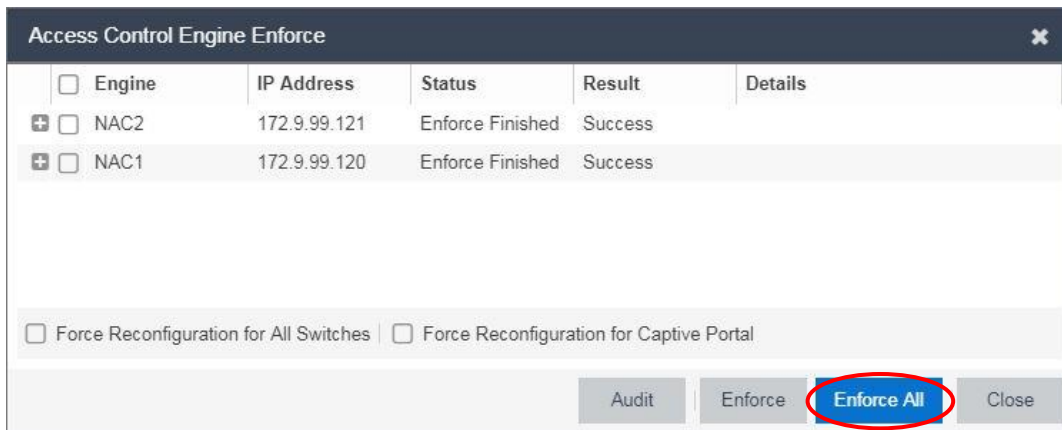 Access Control Engine Enforce
Engine IP Address Status Result Details
NAC2 172.9.99.121 Enforce Finished Success
NAC1 172.9.99.120 Enforce Finished Success
Force Reconfiguration for All Switches Force Reconfiguration for Captive Portal
Audit Enforce Enforce All Close